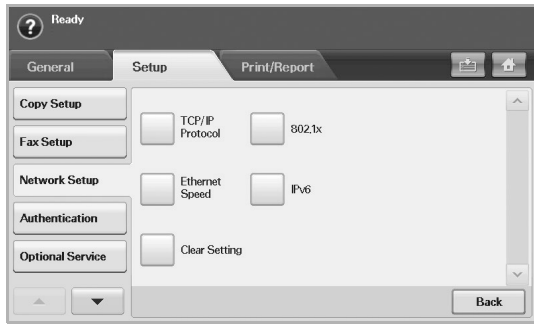 Ready
General Setup Print/Report
Copy Setup
Fax Setup
Network Setup
Authentication
Optional Service
TCP/IP
Protocol
802.1x
Ethernet
Speed
IPv6
Clear Setting
Back